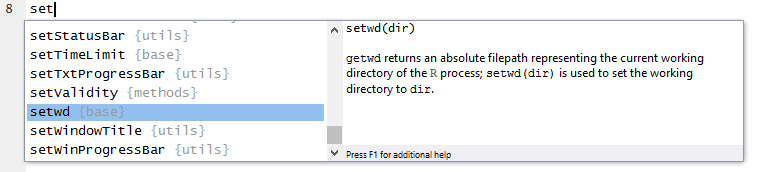 8 set
setStatusBar {utils}
setTimeLimit {base}
setTxtProgressBar {utils}
setValidity {methods}
setwd {base}
setWindowTitle {utils}
setWinProgressBar {utils}
setwd(dir)
getwd returns an absolute filepath representing the current working
directory of the R process; setwd(dir) is used to set the working
directory to dir.
Press F1 for additional help